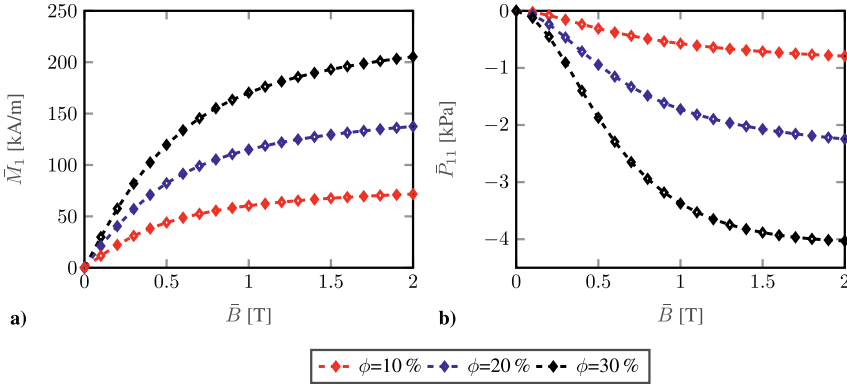 250
200
150
100
50
0
M̄₁ [kA/m]
0 0.5 1 1.5 2
B̄ [T]
a)
0
−1
−2
−3
−4
P̄₁₁ [kPa]
0 0.5 1 1.5 2
B̄ [T]
b)
ϕ=10 % ϕ=20 % ϕ=30 %